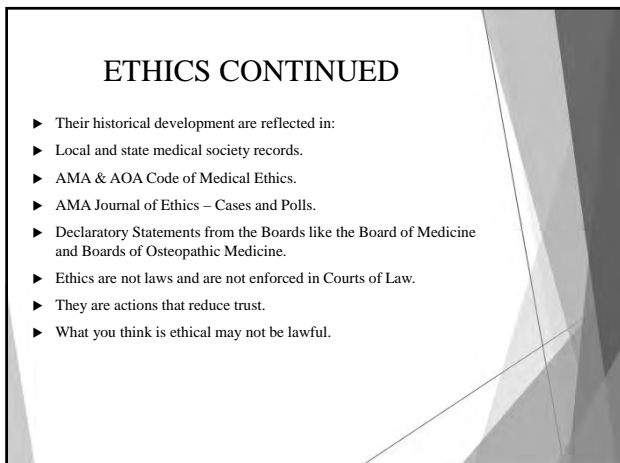 ETHICS CONTINUED
▶ Their historical development are reflected in:
▶ Local and state medical society records.
▶ AMA & AOA Code of Medical Ethics.
▶ AMA Journal of Ethics – Cases and Polls.
▶ Declaratory Statements from the Boards like the Board of Medicine
and Boards of Osteopathic Medicine.
▶ Ethics are not laws and are not enforced in Courts of Law.
▶ They are actions that reduce trust.
▶ What you think is ethical may not be lawful.